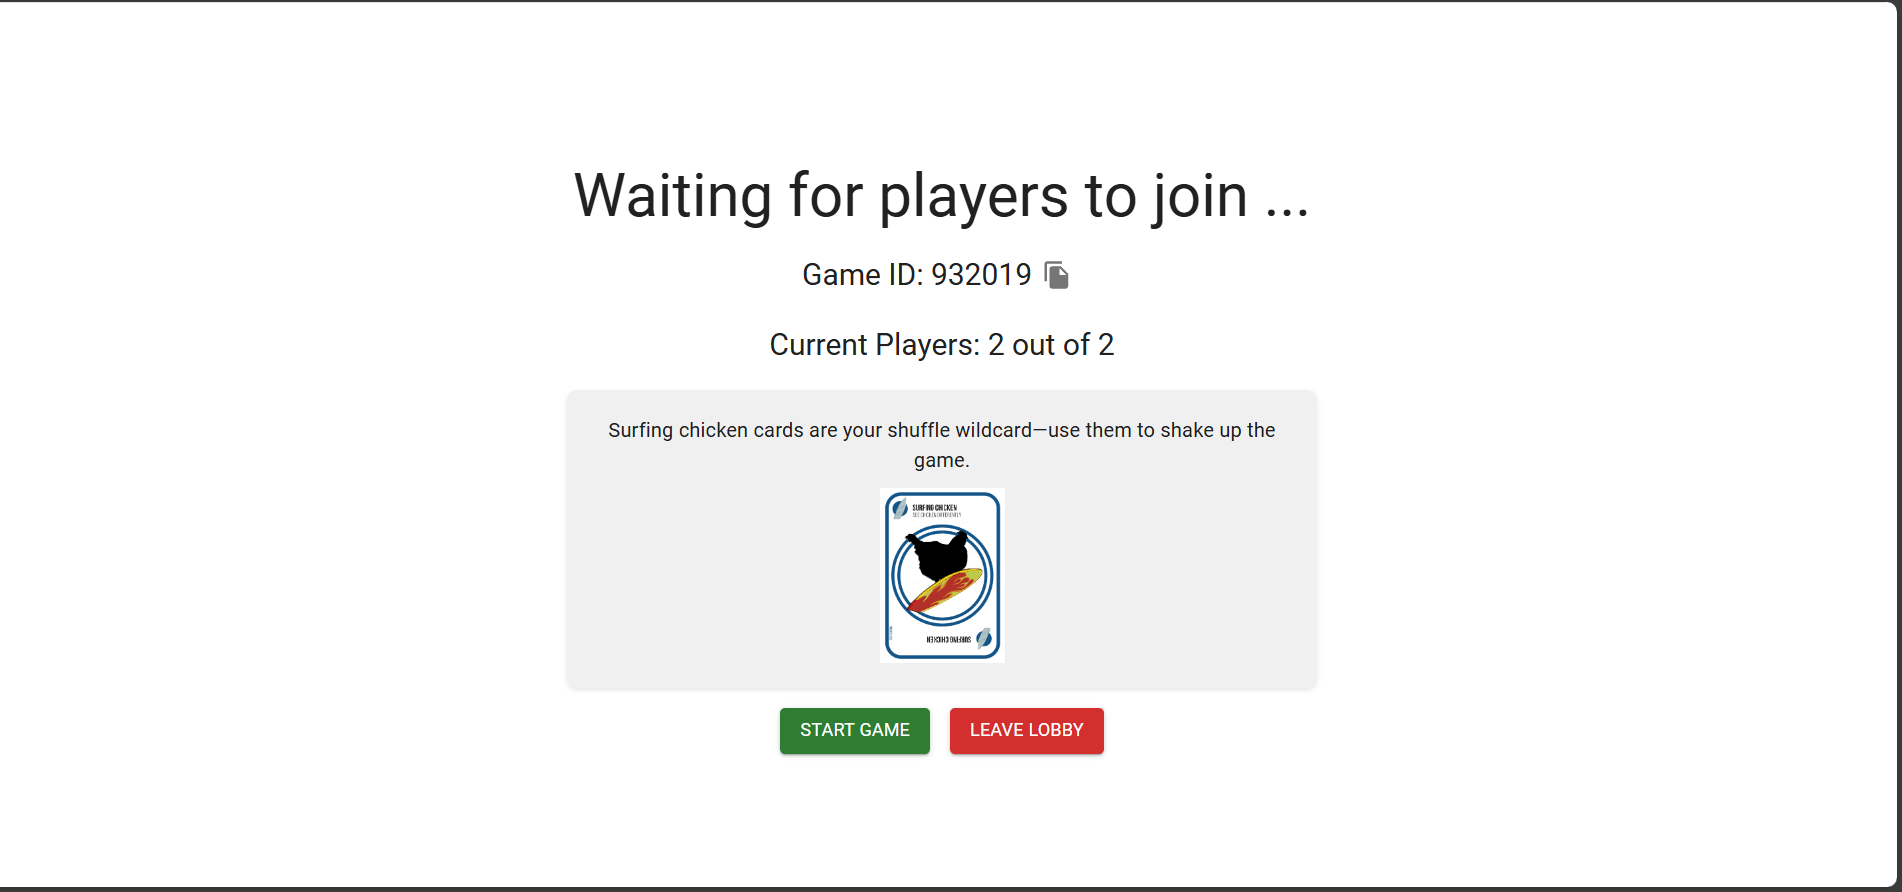 Waiting for players to join ...
Game ID: 932019
Current Players: 2 out of 2
Surfing chicken cards are your shuffle wildcard—use them to shake up the
game.
SURFING CHICKEN
SURFING CHICKEN
START GAME
LEAVE LOBBY